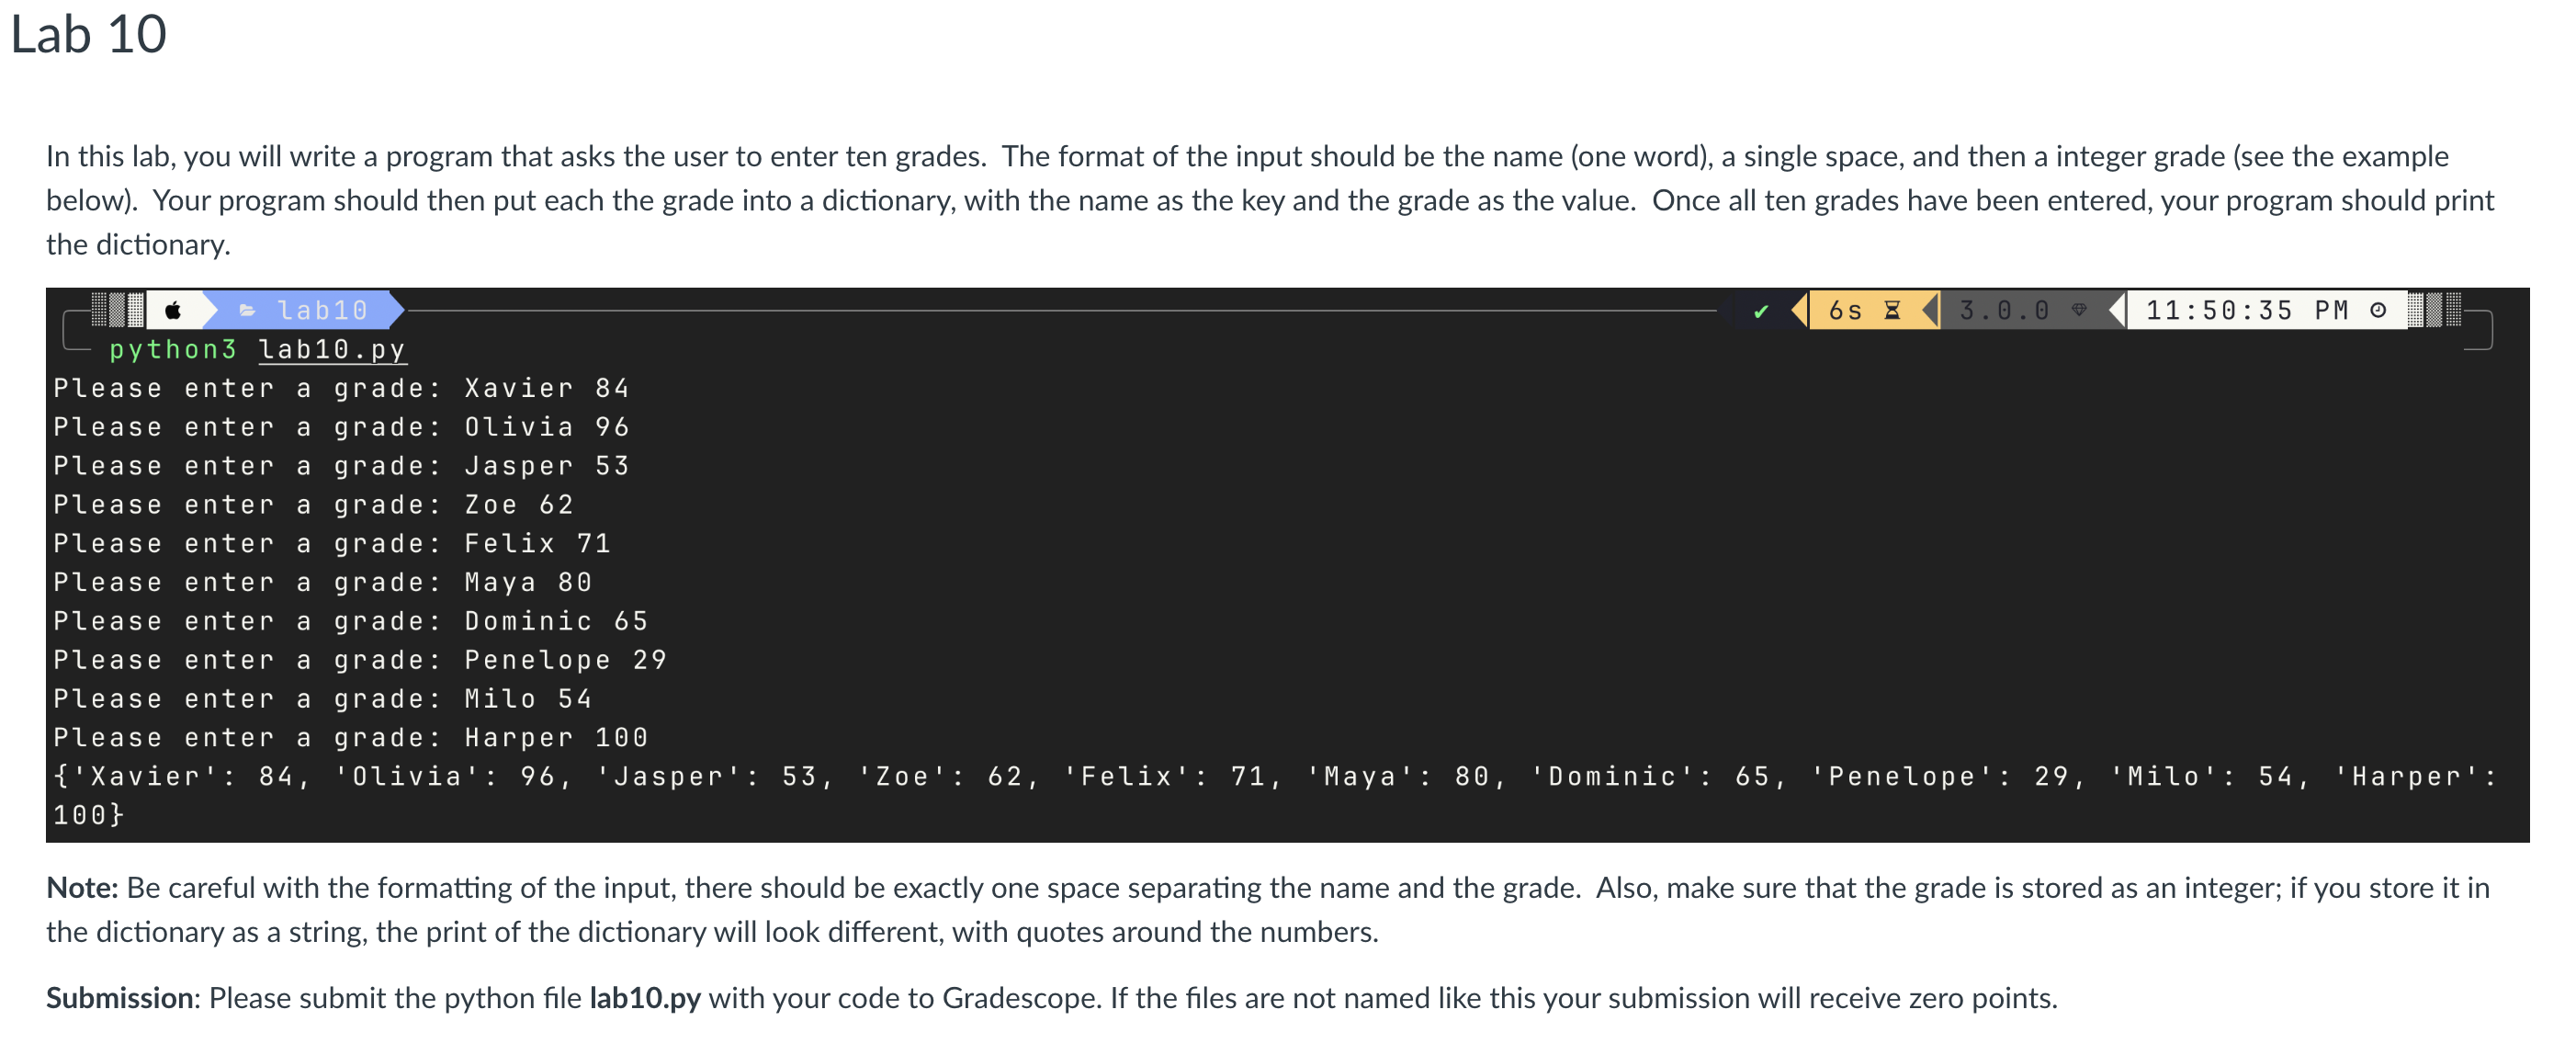 Lab 10
In this lab, you will write a program that asks the user to enter ten grades.  The format of the input should be the name (one word), a single space, and then a integer grade (see the example
below).  Your program should then put each the grade into a dictionary, with the name as the key and the grade as the value.  Once all ten grades have been entered, your program should print
the dictionary.
lab10 ✔ 6s 3.0.0 11:50:35 PM
python3 lab10.py
Please enter a grade: Xavier 84
Please enter a grade: Olivia 96
Please enter a grade: Jasper 53
Please enter a grade: Zoe 62
Please enter a grade: Felix 71
Please enter a grade: Maya 80
Please enter a grade: Dominic 65
Please enter a grade: Penelope 29
Please enter a grade: Milo 54
Please enter a grade: Harper 100
{'Xavier': 84, 'Olivia': 96, 'Jasper': 53, 'Zoe': 62, 'Felix': 71, 'Maya': 80, 'Dominic': 65, 'Penelope': 29, 'Milo': 54, 'Harper':
100}
Note: Be careful with the formatting of the input, there should be exactly one space separating the name and the grade.  Also, make sure that the grade is stored as an integer; if you store it in
the dictionary as a string, the print of the dictionary will look different, with quotes around the numbers.
Submission: Please submit the python file lab10.py with your code to Gradescope. If the files are not named like this your submission will receive zero points.